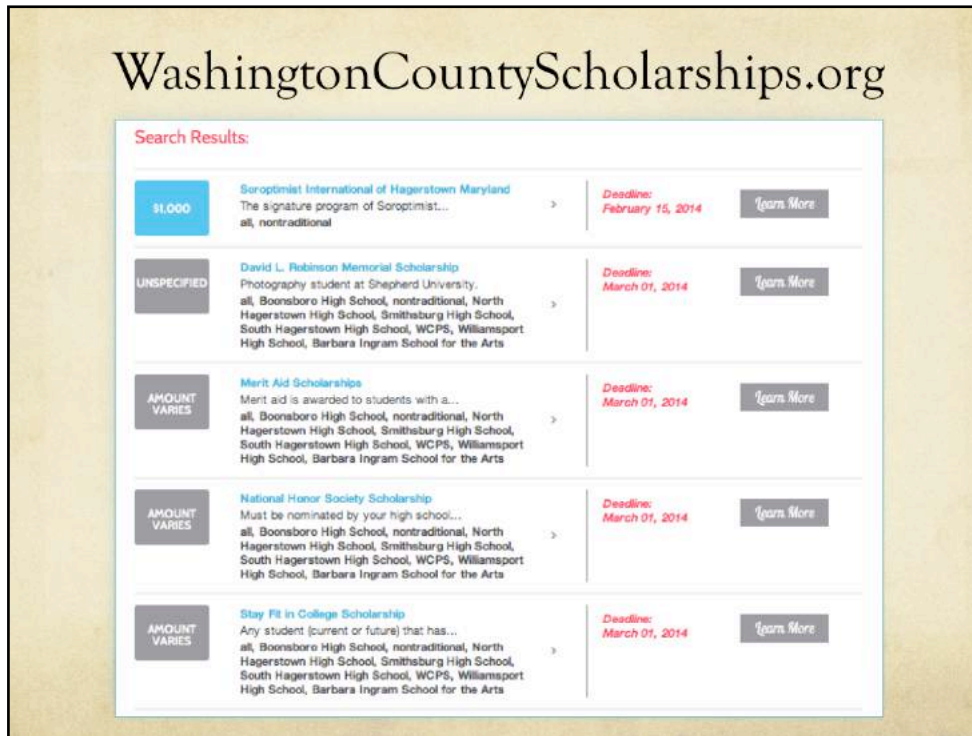 WashingtonCountyScholarships.org
Search Results:
$1,000
Soroptimist International of Hagerstown Maryland
The signature program of Soroptimist...
all, nontraditional
›
Deadline:
February 15, 2014
Learn More
UNSPECIFIED
David L. Robinson Memorial Scholarship
Photography student at Shepherd University.
all, Boonsboro High School, nontraditional, North
Hagerstown High School, Smithsburg High School,
South Hagerstown High School, WCPS, Williamsport
High School, Barbara Ingram School for the Arts
›
Deadline:
March 01, 2014
Learn More
AMOUNT
VARIES
Merit Aid Scholarships
Merit aid is awarded to students with a...
all, Boonsboro High School, nontraditional, North
Hagerstown High School, Smithsburg High School,
South Hagerstown High School, WCPS, Williamsport
High School, Barbara Ingram School for the Arts
›
Deadline:
March 01, 2014
Learn More
AMOUNT
VARIES
National Honor Society Scholarship
Must be nominated by your high school...
all, Boonsboro High School, nontraditional, North
Hagerstown High School, Smithsburg High School,
South Hagerstown High School, WCPS, Williamsport
High School, Barbara Ingram School for the Arts
›
Deadline:
March 01, 2014
Learn More
AMOUNT
VARIES
Stay Fit in College Scholarship
Any student (current or future) that has...
all, Boonsboro High School, nontraditional, North
Hagerstown High School, Smithsburg High School,
South Hagerstown High School, WCPS, Williamsport
High School, Barbara Ingram School for the Arts
›
Deadline:
March 01, 2014
Learn More